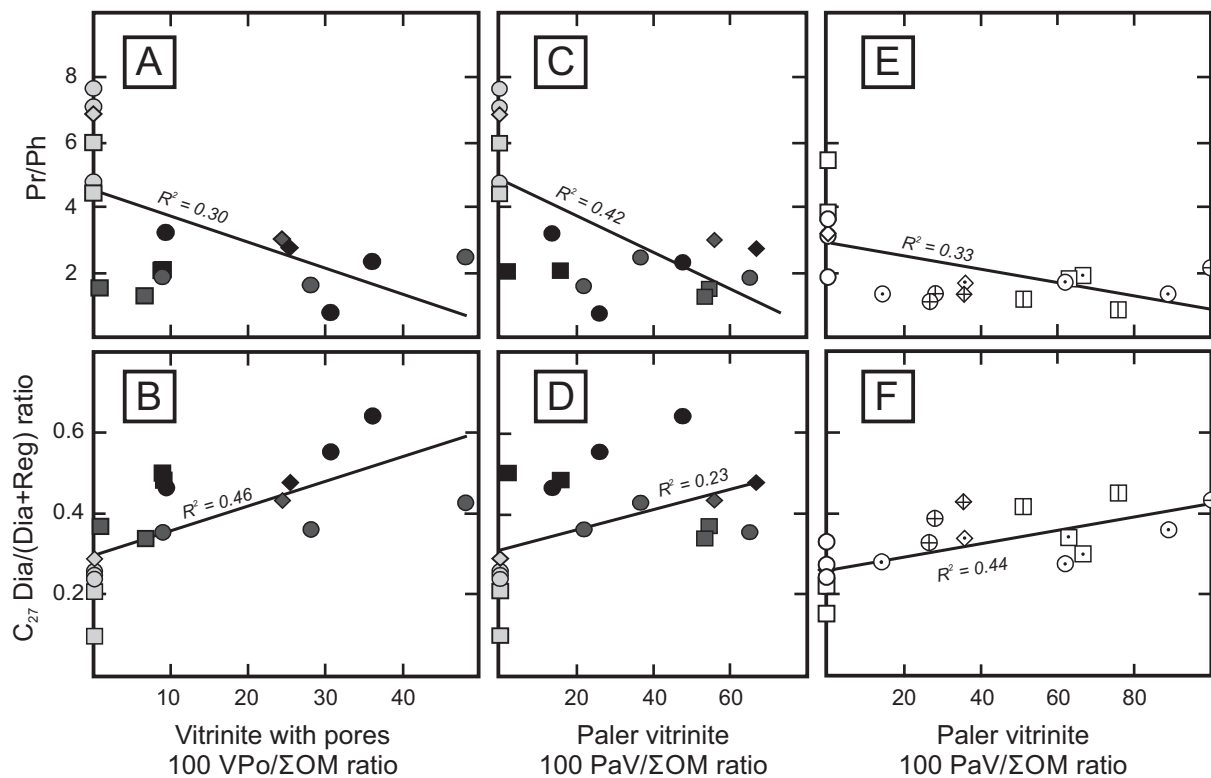 A
C
E
Pr/Ph
8
6
4
2
R² = 0.30
R² = 0.42
R² = 0.33
B
D
F
C₂₇ Dia/(Dia+Reg) ratio
0.6
0.4
0.2
R² = 0.46
R² = 0.23
R² = 0.44
10 20 30 40
20 40 60
20 40 60 80
Vitrinite with pores
100 VPo/ΣOM ratio
Paler vitrinite
100 PaV/ΣOM ratio
Paler vitrinite
100 PaV/ΣOM ratio